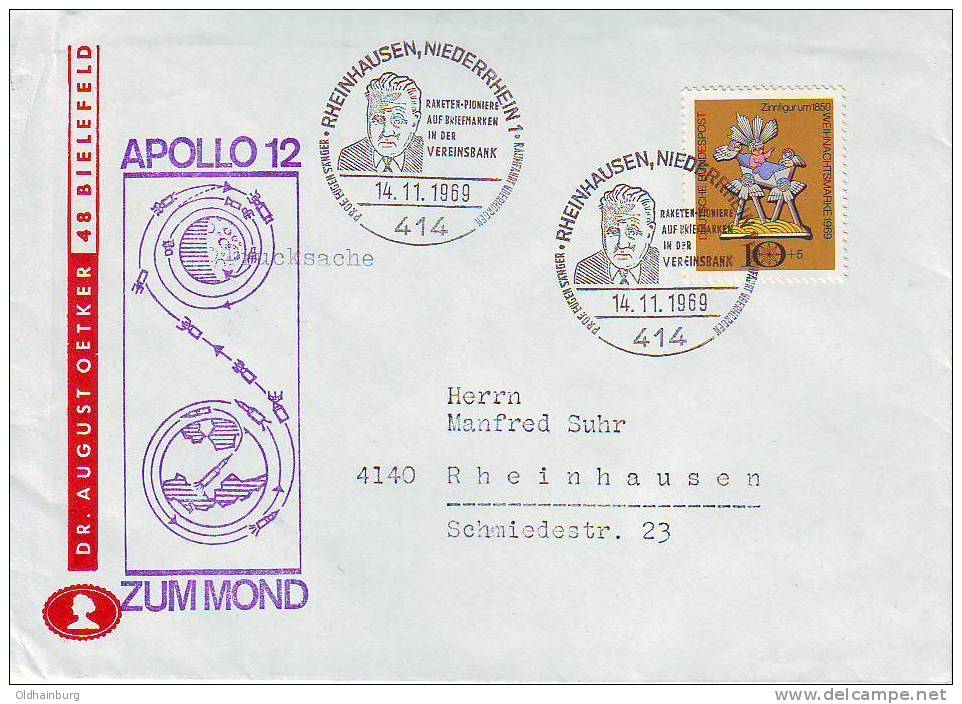 DR. AUGUST OETKER 48 BIELEFELD
APOLLO 12
ZUM MOND
Drucksache
RHEINHAUSEN, NIEDERRHEIN 1
RAKETEN-PIONIERE
AUF BRIEFMARKEN
IN DER
VEREINSBANK
14.11.1969
414
PROF. EUGEN SÄNGER
RHEINHAUSEN, NIEDERRHEIN
RAKETEN-PIONIERE
AUF BRIEFMARKEN
IN DER
VEREINSBANK
14.11.1969
414
PROF. EUGEN SÄNGER
Zinnfigur um 1850
WEIHNACHTSMARKE 1969
DEUTSCHE BUNDESPOST
10+5
Herrn
Manfred Suhr
4140 Rheinhausen
Schmiedestr. 23
Oldhainburg
www.delcampe.net